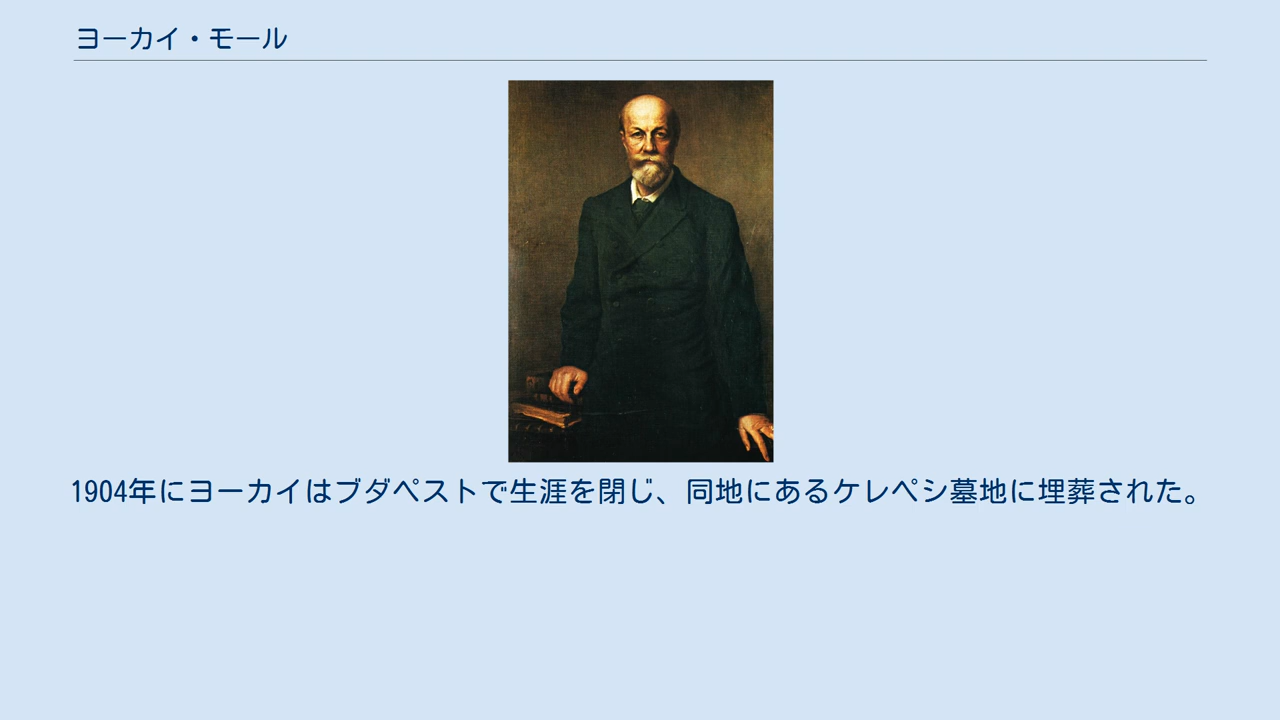 ヨーカイ・モール
1904年にヨーカイはブダペストで生涯を閉じ、同地にあるケレペシ墓地に埋葬された。